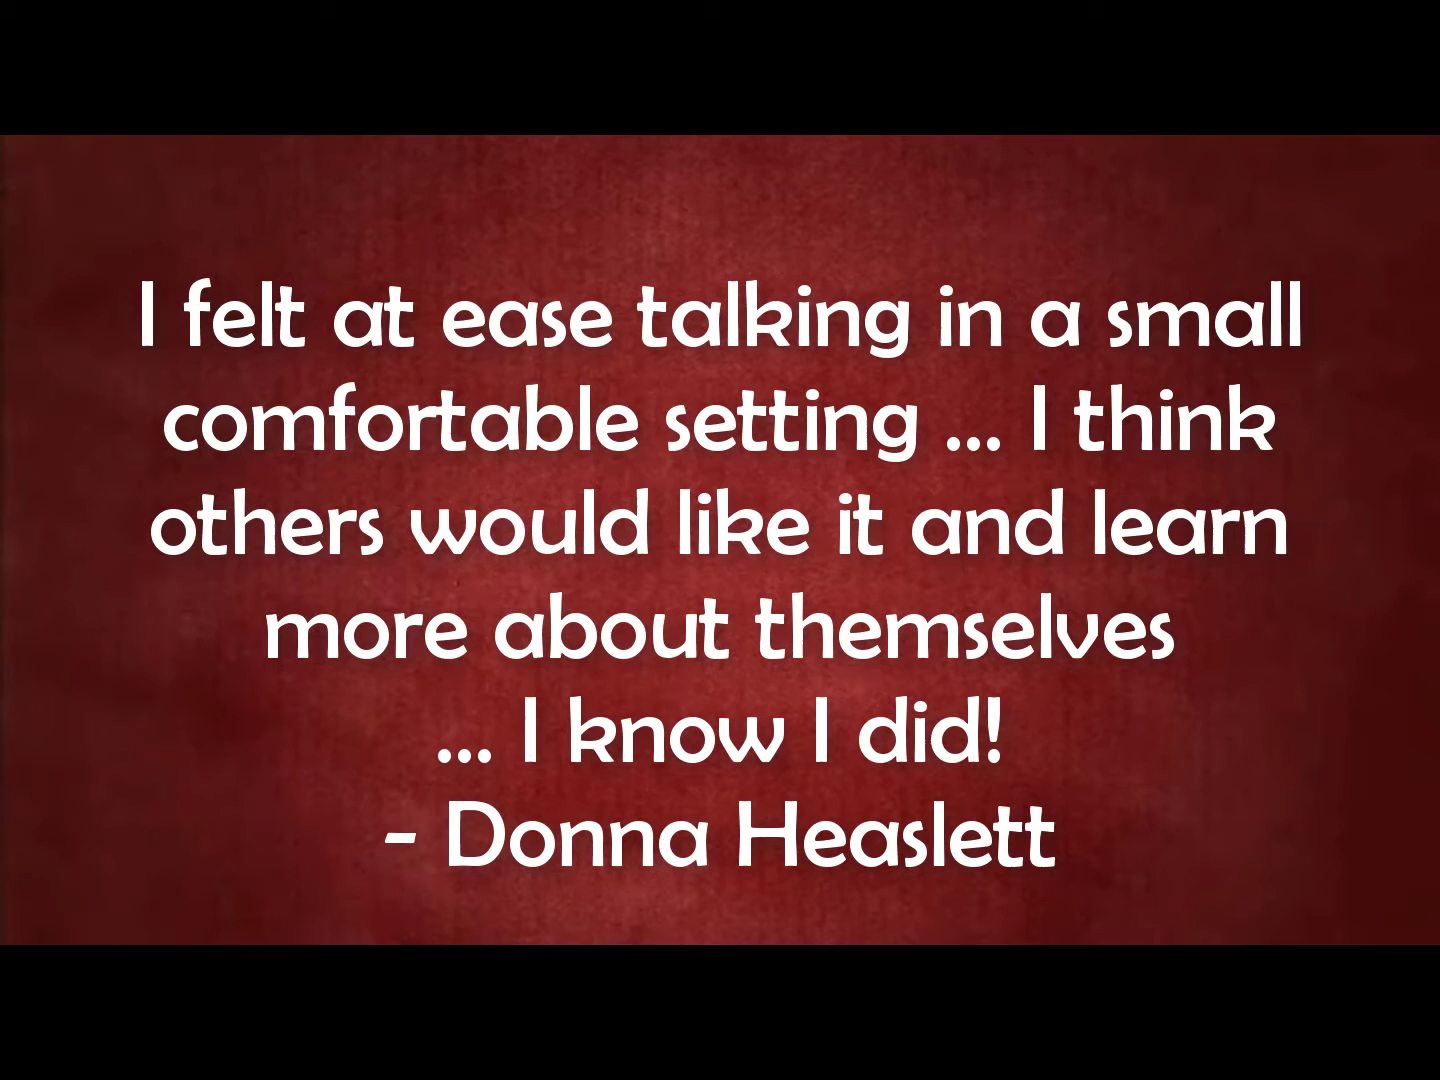 I felt at ease talking in a small
comfortable setting ... I think
others would like it and learn
more about themselves
... I know I did!
- Donna Heaslett